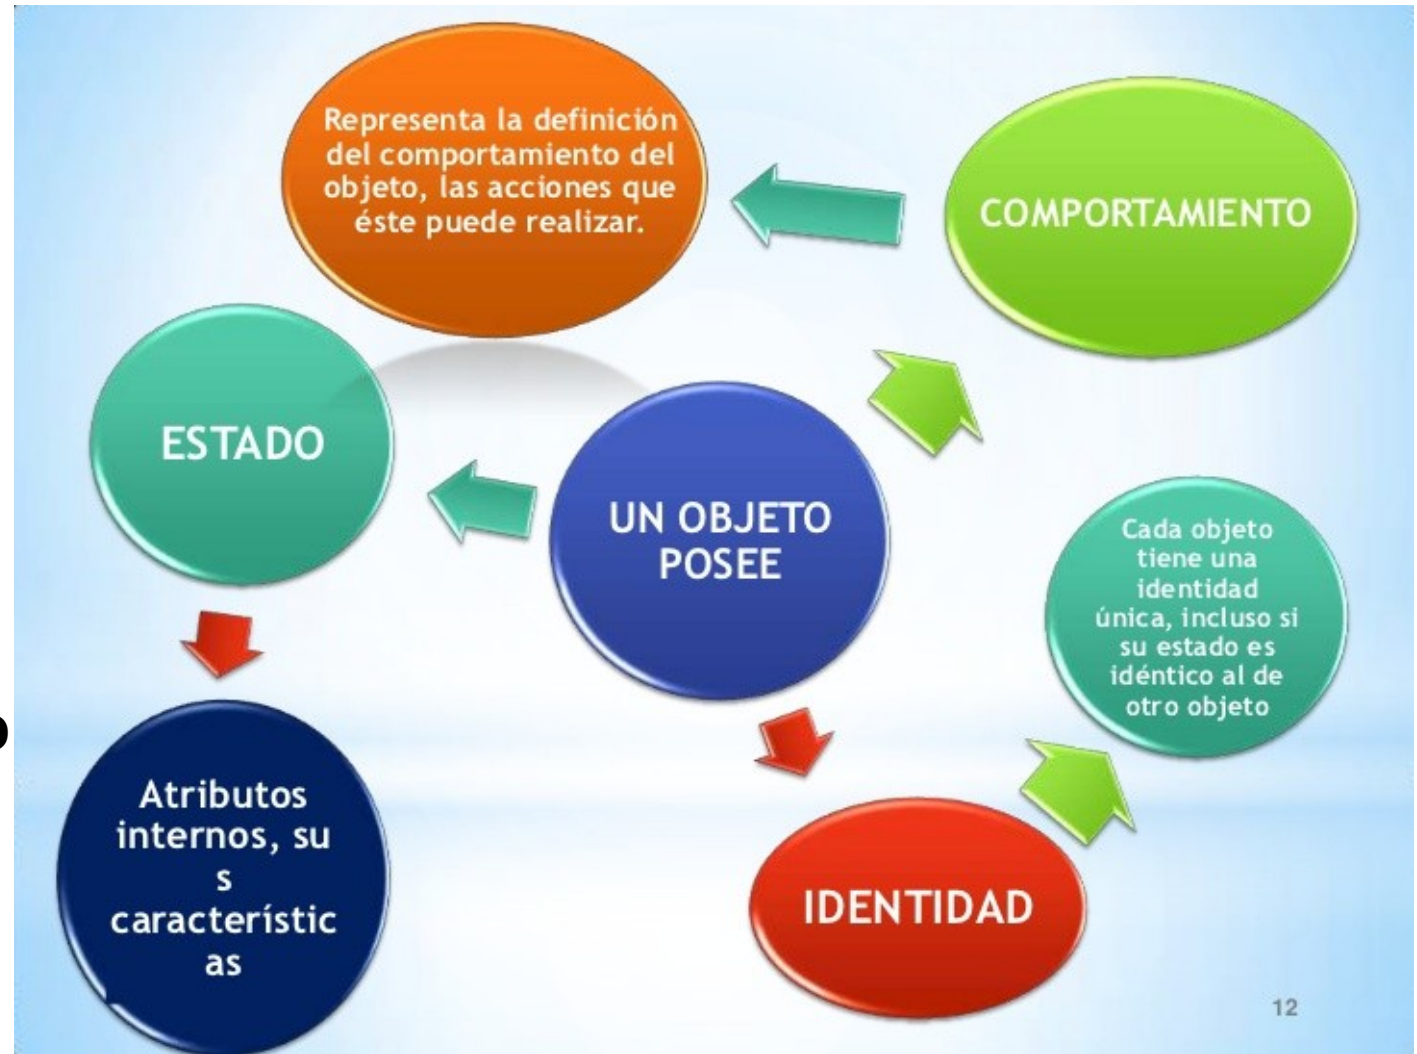 Representa la definición
del comportamiento del
objeto, las acciones que
éste puede realizar.
COMPORTAMIENTO
ESTADO
UN OBJETO
POSEE
Cada objeto
tiene una
identidad
única, incluso si
su estado es
idéntico al de
otro objeto
Atributos
internos, su
s
característic
as
IDENTIDAD
12